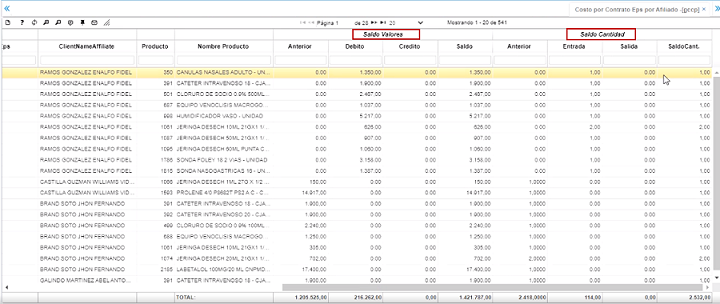 Costo por Contrato Eps por Afiliado -[gccp]
Página 1 de 28 20 Mostrando 1 - 20 de 541
Saldo Valores Saldo Cantidad
Eps ClientNameAffiliate Producto Nombre Producto Anterior Debito Credito Saldo Anterior Entrada Salida SaldoCant.
RAMOS GONZALEZ ENALFO FIDEL 350 CANULAS NASALES ADULTO - UN... 0,00 1.350,00 0,00 1.350,00 0,00 1,00 0,00 1,00
RAMOS GONZALEZ ENALFO FIDEL 391 CATETER INTRAVENOSO 18 - CJA... 0,00 1.900,00 0,00 1.900,00 0,00 1,00 0,00 1,00
RAMOS GONZALEZ ENALFO FIDEL 501 CLORURO DE SODIO 0.9% 500M... 0,00 2.467,00 0,00 2.467,00 0,00 1,00 0,00 1,00
RAMOS GONZALEZ ENALFO FIDEL 687 EQUIPO VENOCLISIS MACROGO... 0,00 1.037,00 0,00 1.037,00 0,00 1,00 0,00 1,00
RAMOS GONZALEZ ENALFO FIDEL 999 HUMIDIFICADOR VASO - UNIDAD 0,00 5.217,00 0,00 5.217,00 0,00 1,00 0,00 1,00
RAMOS GONZALEZ ENALFO FIDEL 1061 JERINGA DESECH 10ML 21GX1 1/... 0,00 626,00 0,00 626,00 0,00 2,00 0,00 2,00
RAMOS GONZALEZ ENALFO FIDEL 1087 JERINGA DESECH 50ML 21GX1 1/... 0,00 907,00 0,00 907,00 0,00 1,00 0,00 1,00
RAMOS GONZALEZ ENALFO FIDEL 1095 JERINGA DESECH 60ML PUNTA C... 0,00 1.060,00 0,00 1.060,00 0,00 1,00 0,00 1,00
RAMOS GONZALEZ ENALFO FIDEL 1786 SONDA FOLEY 18 2 VIAS - UNIDAD 0,00 3.158,00 0,00 3.158,00 0,00 1,00 0,00 1,00
RAMOS GONZALEZ ENALFO FIDEL 1815 SONDA NASOGASTRICAS 16 - UN... 0,00 1.387,00 0,00 1.387,00 0,00 1,00 0,00 1,00
CASTILLA GUZMAN WILLIAMS VID... 1066 JERINGA DESECH 1ML 27G X 1/2 ... 150,00 0,00 0,00 150,00 1,0000 0,00 0,00 1,00
CASTILLA GUZMAN WILLIAMS VID... 1593 PROLENE 4/0 P8682T PS2 A C - C... 14.917,00 0,00 0,00 14.917,00 1,0000 0,00 0,00 1,00
BRAND SOTO JHON FERNANDO 391 CATETER INTRAVENOSO 18 - CJA... 1.900,00 0,00 0,00 1.900,00 1,0000 0,00 0,00 1,00
BRAND SOTO JHON FERNANDO 392 CATETER INTRAVENOSO 20 - CJA... 1.900,00 0,00 0,00 1.900,00 1,0000 0,00 0,00 1,00
BRAND SOTO JHON FERNANDO 499 CLORURO DE SODIO 0.9% 100M... 2.240,00 0,00 0,00 2.240,00 1,0000 0,00 0,00 1,00
BRAND SOTO JHON FERNANDO 688 EQUIPO VENOCLISIS MACROGO... 1.250,00 0,00 0,00 1.250,00 1,0000 0,00 0,00 1,00
BRAND SOTO JHON FERNANDO 1061 JERINGA DESECH 10ML 21GX1 1/... 305,00 0,00 0,00 305,00 1,0000 0,00 0,00 1,00
BRAND SOTO JHON FERNANDO 1074 JERINGA DESECH 20ML 21GX1 1/... 702,00 0,00 0,00 702,00 2,0000 0,00 0,00 2,00
BRAND SOTO JHON FERNANDO 2185 LABETALOL 100MG/20 ML CNPMD... 17.400,00 0,00 0,00 17.400,00 1,0000 0,00 0,00 1,00
GALINDO MARTINEZ ABEL ANTO... 391 CATETER INTRAVENOSO 18 - CJA... 1.900,00 0,00 0,00 1.900,00 1,0000 0,00 0,00 1,00
TOTAL: 1.205.525,00 216.262,00 0,00 1.421.787,00 2.418,0000 114,00 0,00 2.532,00